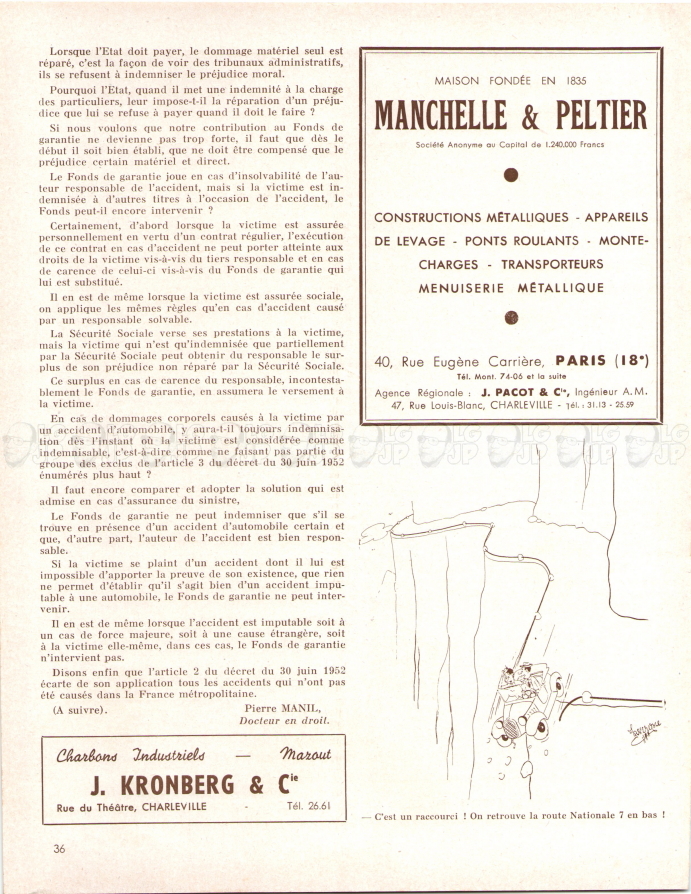 Lorsque l'Etat doit payer, le dommage matériel seul est
réparé, c'est la façon de voir des tribunaux administratifs,
ils se refusent à indemniser le préjudice moral.
Pourquoi l'Etat, quand il met une indemnité à la charge
des particuliers, leur impose-t-il la réparation d'un préju-
dice que lui se refuse à payer quand il doit le faire ?
Si nous voulons que notre contribution au Fonds de
garantie ne devienne pas trop forte, il faut que dès le
début il soit bien établi, que ne doit être compensé que le
préjudice certain matériel et direct.
Le Fonds de garantie joue en cas d'insolvabilité de l'au-
teur responsable de l'accident, mais si la victime est in-
demnisée à d'autres titres à l'occasion de l'accident, le
Fonds peut-il encore intervenir ?
Certainement, d'abord lorsque la victime est assurée
personnellement en vertu d'un contrat régulier, l'exécution
de ce contrat en cas d'accident ne peut porter atteinte aux
droits de la victime vis-à-vis du tiers responsable et en cas
de carence de celui-ci vis-à-vis du Fonds de garantie qui
lui est substitué.
Il en est de même lorsque la victime est assurée sociale,
on applique les mêmes règles qu'en cas d'accident causé
par un responsable solvable.
La Sécurité Sociale verse ses prestations à la victime,
mais la victime qui n'est qu'indemnisée que partiellement
par la Sécurité Sociale peut obtenir du responsable le sur-
plus de son préjudice non réparé par la Sécurité Sociale.
Ce surplus en cas de carence du responsable, incontesta-
blement le Fonds de garantie, en assumera le versement à
la victime.
En cas de dommages corporels causés à la victime par
un accident d'automobile, y aura-t-il toujours indemnisa-
tion dès l'instant où la victime est considérée comme
indemnisable, c'est-à-dire comme ne faisant pas partie du
groupe des exclus de l'article 3 du décret du 30 juin 1952
énumérés plus haut ?
Il faut encore comparer et adopter la solution qui est
admise en cas d'assurance du sinistre,
Le Fonds de garantie ne peut indemniser que s'il se
trouve en présence d'un accident d'automobile certain et
que, d'autre part, l'auteur de l'accident est bien respon-
sable.
Si la victime se plaint d'un accident dont il lui est
impossible d'apporter la preuve de son existence, que rien
ne permet d'établir qu'il s'agit bien d'un accident impu-
table à une automobile, le Fonds de garantie ne peut inter-
venir.
Il en est de même lorsque l'accident est imputable soit à
un cas de force majeure, soit à une cause étrangère, soit
à la victime elle-même, dans ces cas, le Fonds de garantie
n'intervient pas.
Disons enfin que l'article 2 du décret du 30 juin 1952
écarte de son application tous les accidents qui n'ont pas
été causés dans la France métropolitaine.
(A suivre). Pierre MANIL,
Docteur en droit.
Charbons Industriels — Mazout
J. KRONBERG & Cie
Rue du Théâtre, CHARLEVILLE - Tél. 26.61
36
MAISON FONDÉE EN 1835
MANCHELLE & PELTIER
Société Anonyme au Capital de 1.240.000 Francs
CONSTRUCTIONS MÉTALLIQUES - APPAREILS
DE LEVAGE - PONTS ROULANTS - MONTE-
CHARGES - TRANSPORTEURS
MENUISERIE MÉTALLIQUE
40, Rue Eugène Carrière, PARIS (18e)
Tél. Mont. 74-06 et la suite
Agence Régionale : J. PACOT & Cie, Ingénieur A.M.
47, Rue Louis-Blanc, CHARLEVILLE - Tél. : 31.13 - 25.59
— C'est un raccourci ! On retrouve la route Nationale 7 en bas !